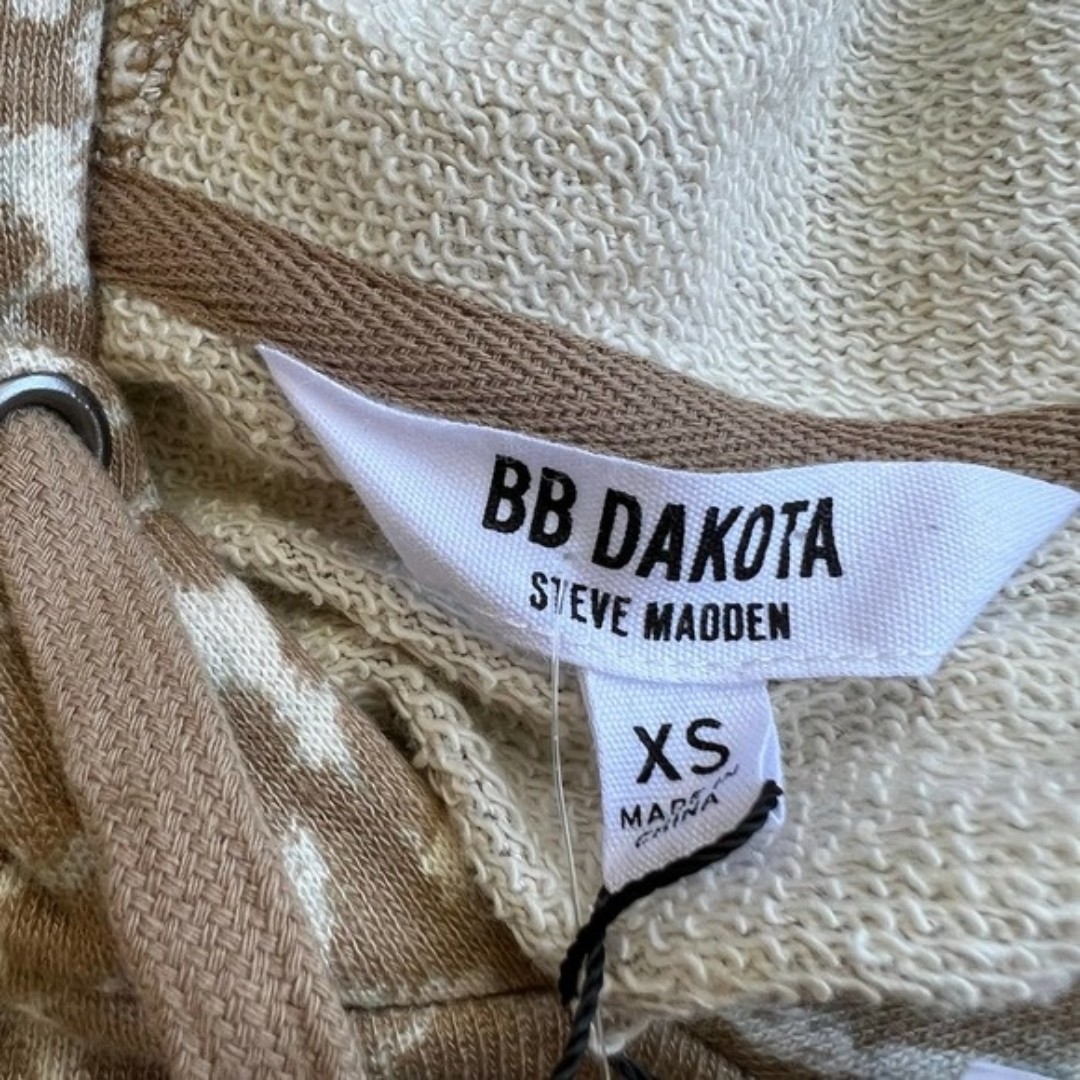 BB DAKOTA
STEVE MADDEN
XS
MADE IN
CHINA